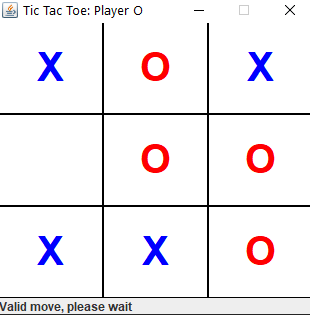 Tic Tac Toe: Player O
X O X
O O
X X O
Valid move, please wait